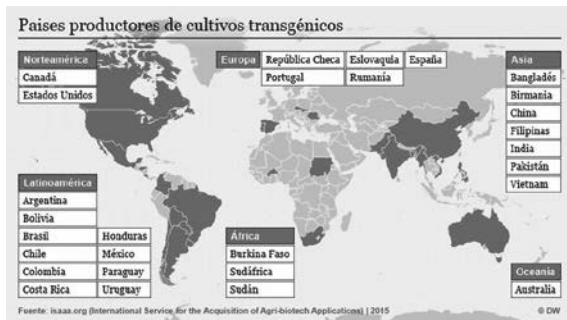 Paises productores de cultivos transgénicos
Norteamérica
Canadá
Estados Unidos
Europa
República Checa
Eslovaquia
España
Portugal
Rumanía
Asia
Bangladés
Birmania
China
Filipinas
India
Pakistán
Vietnam
Latinoamérica
Argentina
Bolivia
Brasil
Honduras
Chile
México
Colombia
Paraguay
Costa Rica
Uruguay
África
Burkina Faso
Sudáfrica
Sudán
Oceanía
Australia
Fuente: isaaa.org (International Service for the Acquisition of Agri-biotech Applications) | 2015
© DW